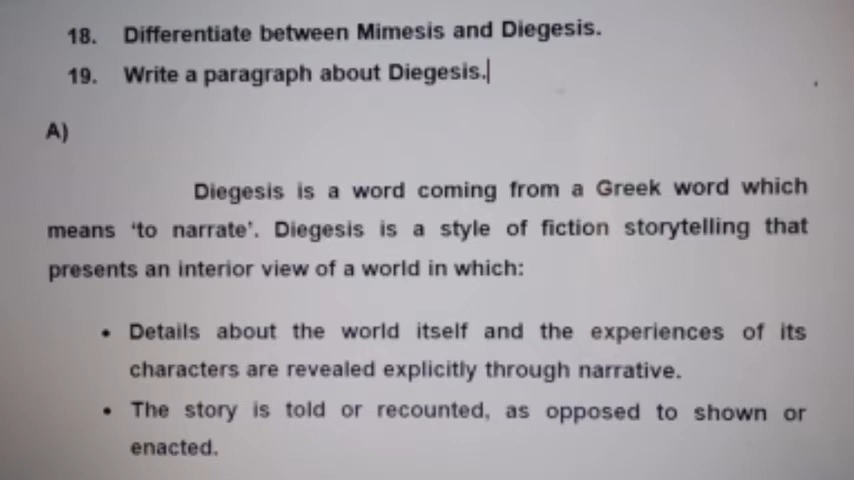 18. Differentiate between Mimesis and Diegesis.
19. Write a paragraph about Diegesis.
A)
Diegesis is a word coming from a Greek word which
means ‘to narrate’. Diegesis is a style of fiction storytelling that
presents an interior view of a world in which:
• Details about the world itself and the experiences of its
characters are revealed explicitly through narrative.
• The story is told or recounted, as opposed to shown or
enacted.